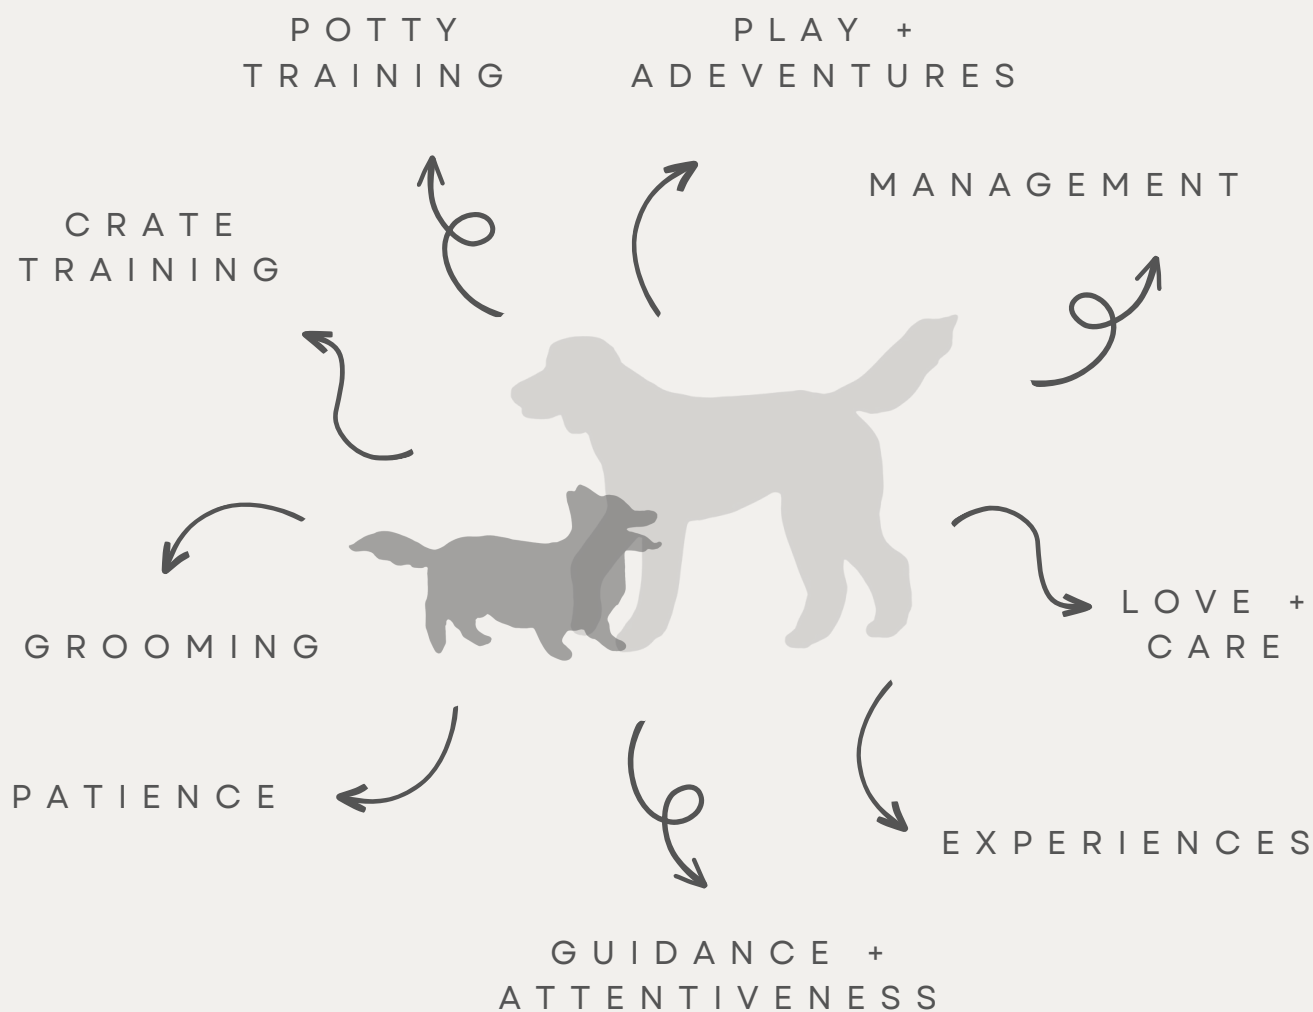 POTTY
TRAINING
PLAY +
ADEVENTURES
MANAGEMENT
CRATE
TRAINING
LOVE +
CARE
GROOMING
PATIENCE
EXPERIENCES
GUIDANCE +
ATTENTIVENESS